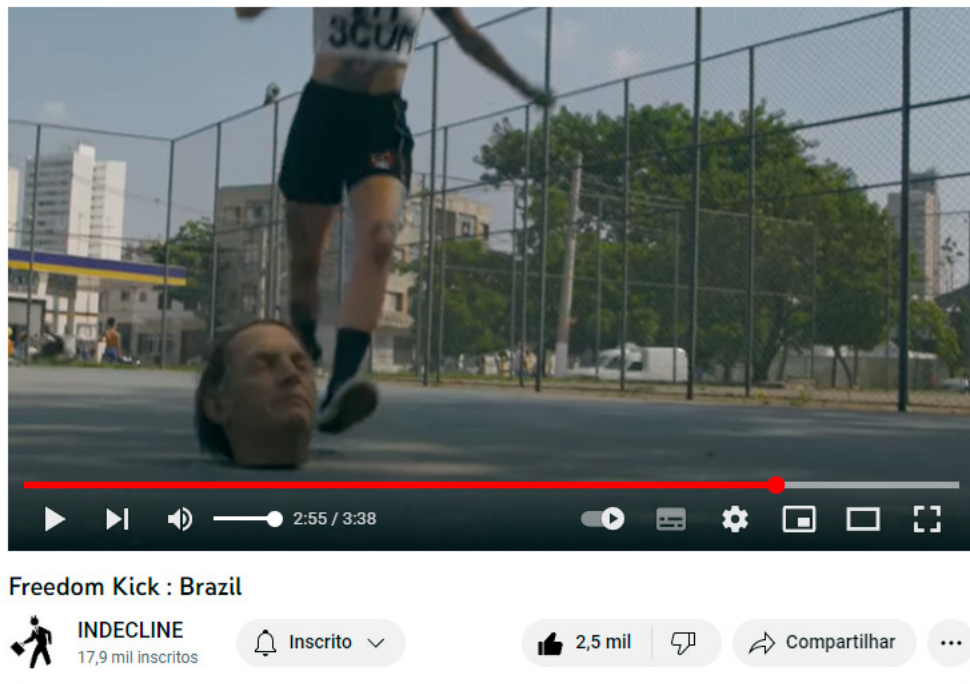 3CUM
2:55 / 3:38
Freedom Kick : Brazil
INDECLINE
17,9 mil inscritos
Inscrito
2,5 mil
Compartilhar